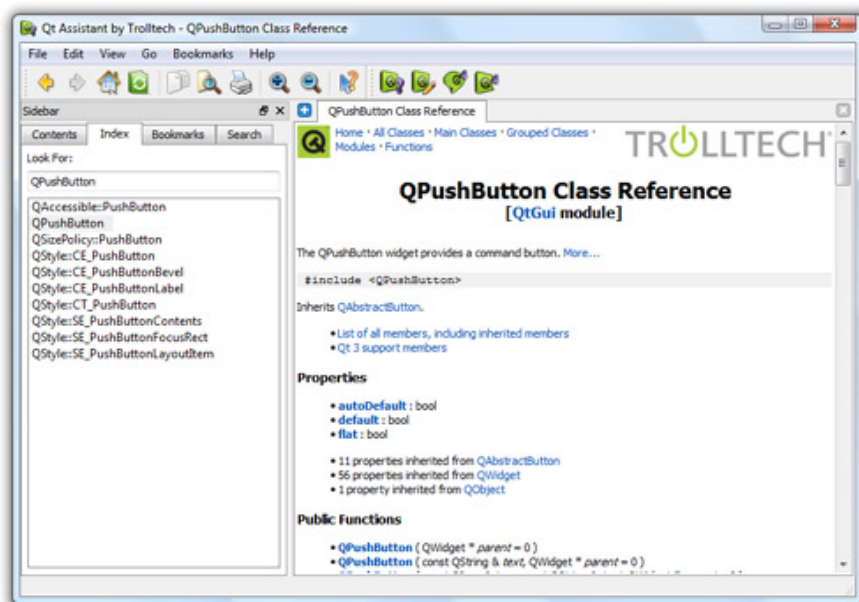 Qt Assistant by Trolltech - QPushButton Class Reference
File Edit View Go Bookmarks Help
Sidebar
Contents Index Bookmarks Search
Look For:
QPushButton
QAccessible::PushButton
QPushButton
QSizePolicy::PushButton
QStyle::CE_PushButton
QStyle::CE_PushButtonBevel
QStyle::CE_PushButtonLabel
QStyle::CT_PushButton
QStyle::SE_PushButtonContents
QStyle::SE_PushButtonFocusRect
QStyle::SE_PushButtonLayoutItem
QPushButton Class Reference
Home · All Classes · Main Classes · Grouped Classes ·
Modules · Functions
TROLLTECH
QPushButton Class Reference
[QtGui module]
The QPushButton widget provides a command button. More...
#include <QPushButton>
Inherits QAbstractButton.
• List of all members, including inherited members
• Qt 3 support members
Properties
• autoDefault : bool
• default : bool
• flat : bool
• 11 properties inherited from QAbstractButton
• 56 properties inherited from QWidget
• 1 property inherited from QObject
Public Functions
• QPushButton ( QWidget * parent = 0 )
• QPushButton ( const QString & text, QWidget * parent = 0 )